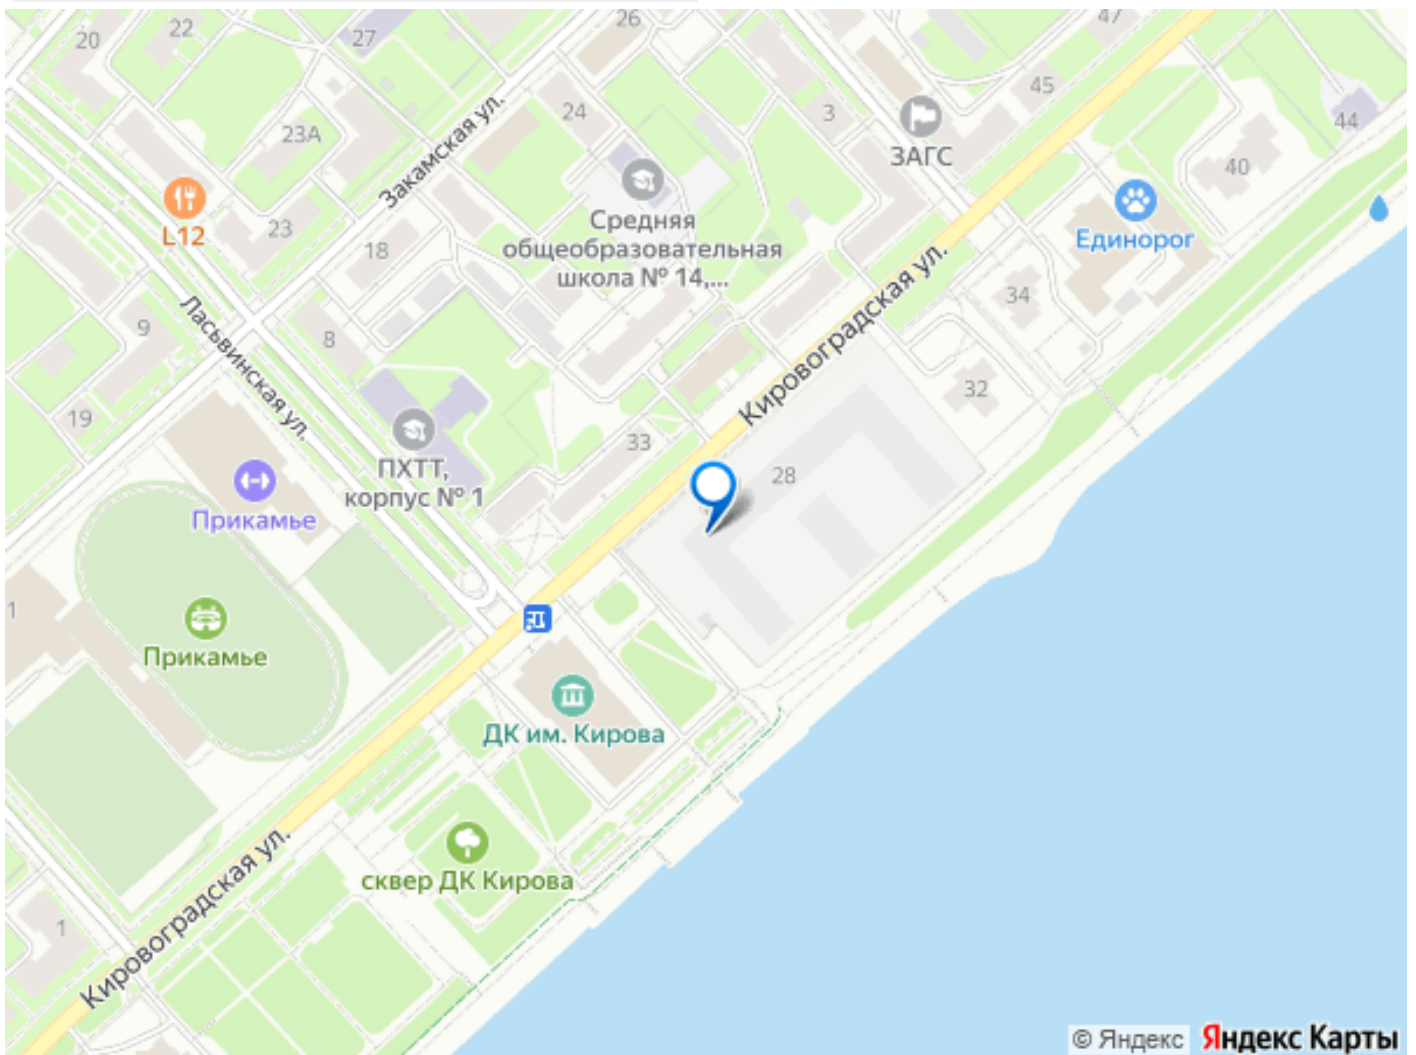 20
22
27
26
47
23А
Закамская ул.
24
3
45
ЗАГС
44
40
L12
23
18
Средняя
общеобразовательная
школа № 14,...
Единорог
Кировоградская ул.
34
9
Ласьвинская ул.
8
32
19
33
ПХТТ,
корпус № 1
28
Прикамье
1
Прикамье
ДК им. Кирова
сквер ДК Кирова
Кировоградская ул.
1
© Яндекс Яндекс Карты